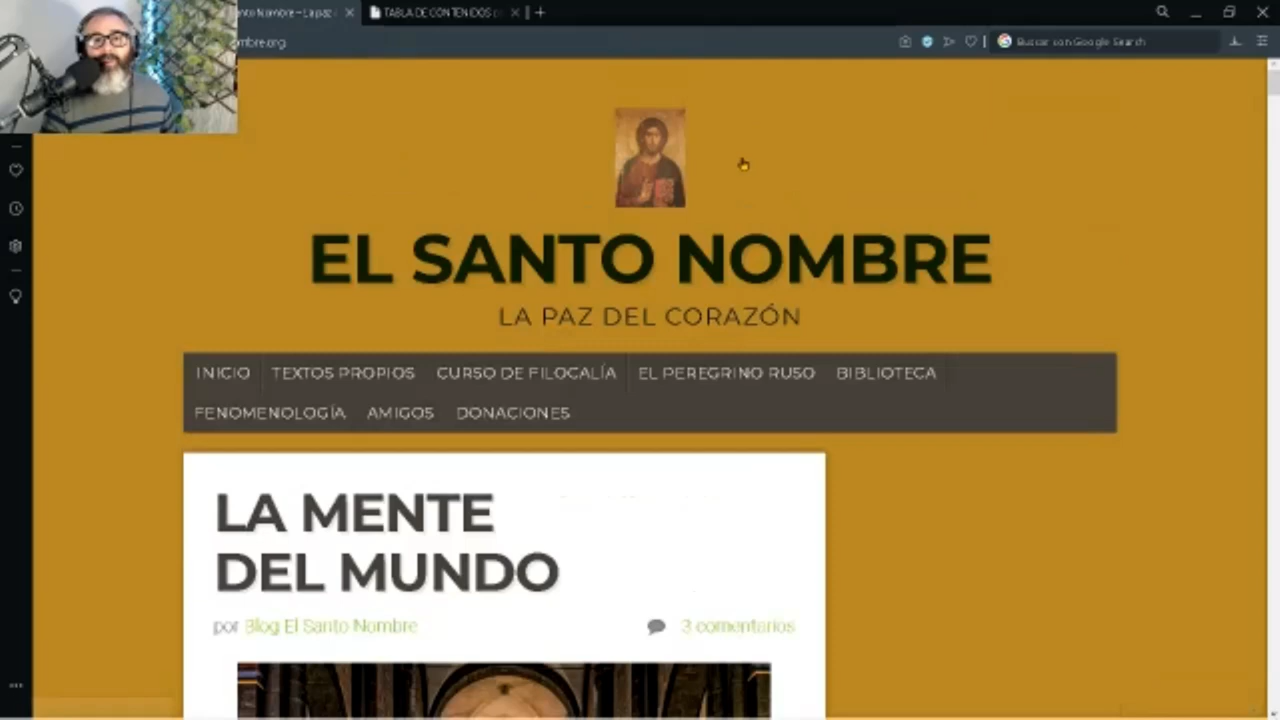 TABLA DE CONTENIDOS
Buscar con Google Search
EL SANTO NOMBRE
LA PAZ DEL CORAZÓN
INICIO TEXTOS PROPIOS CURSO DE FILOCALÍA EL PEREGRINO RUSO BIBLIOTECA
FENOMENOLOGÍA AMIGOS DONACIONES
LA MENTE
DEL MUNDO
por Blog El Santo Nombre 3 comentarios